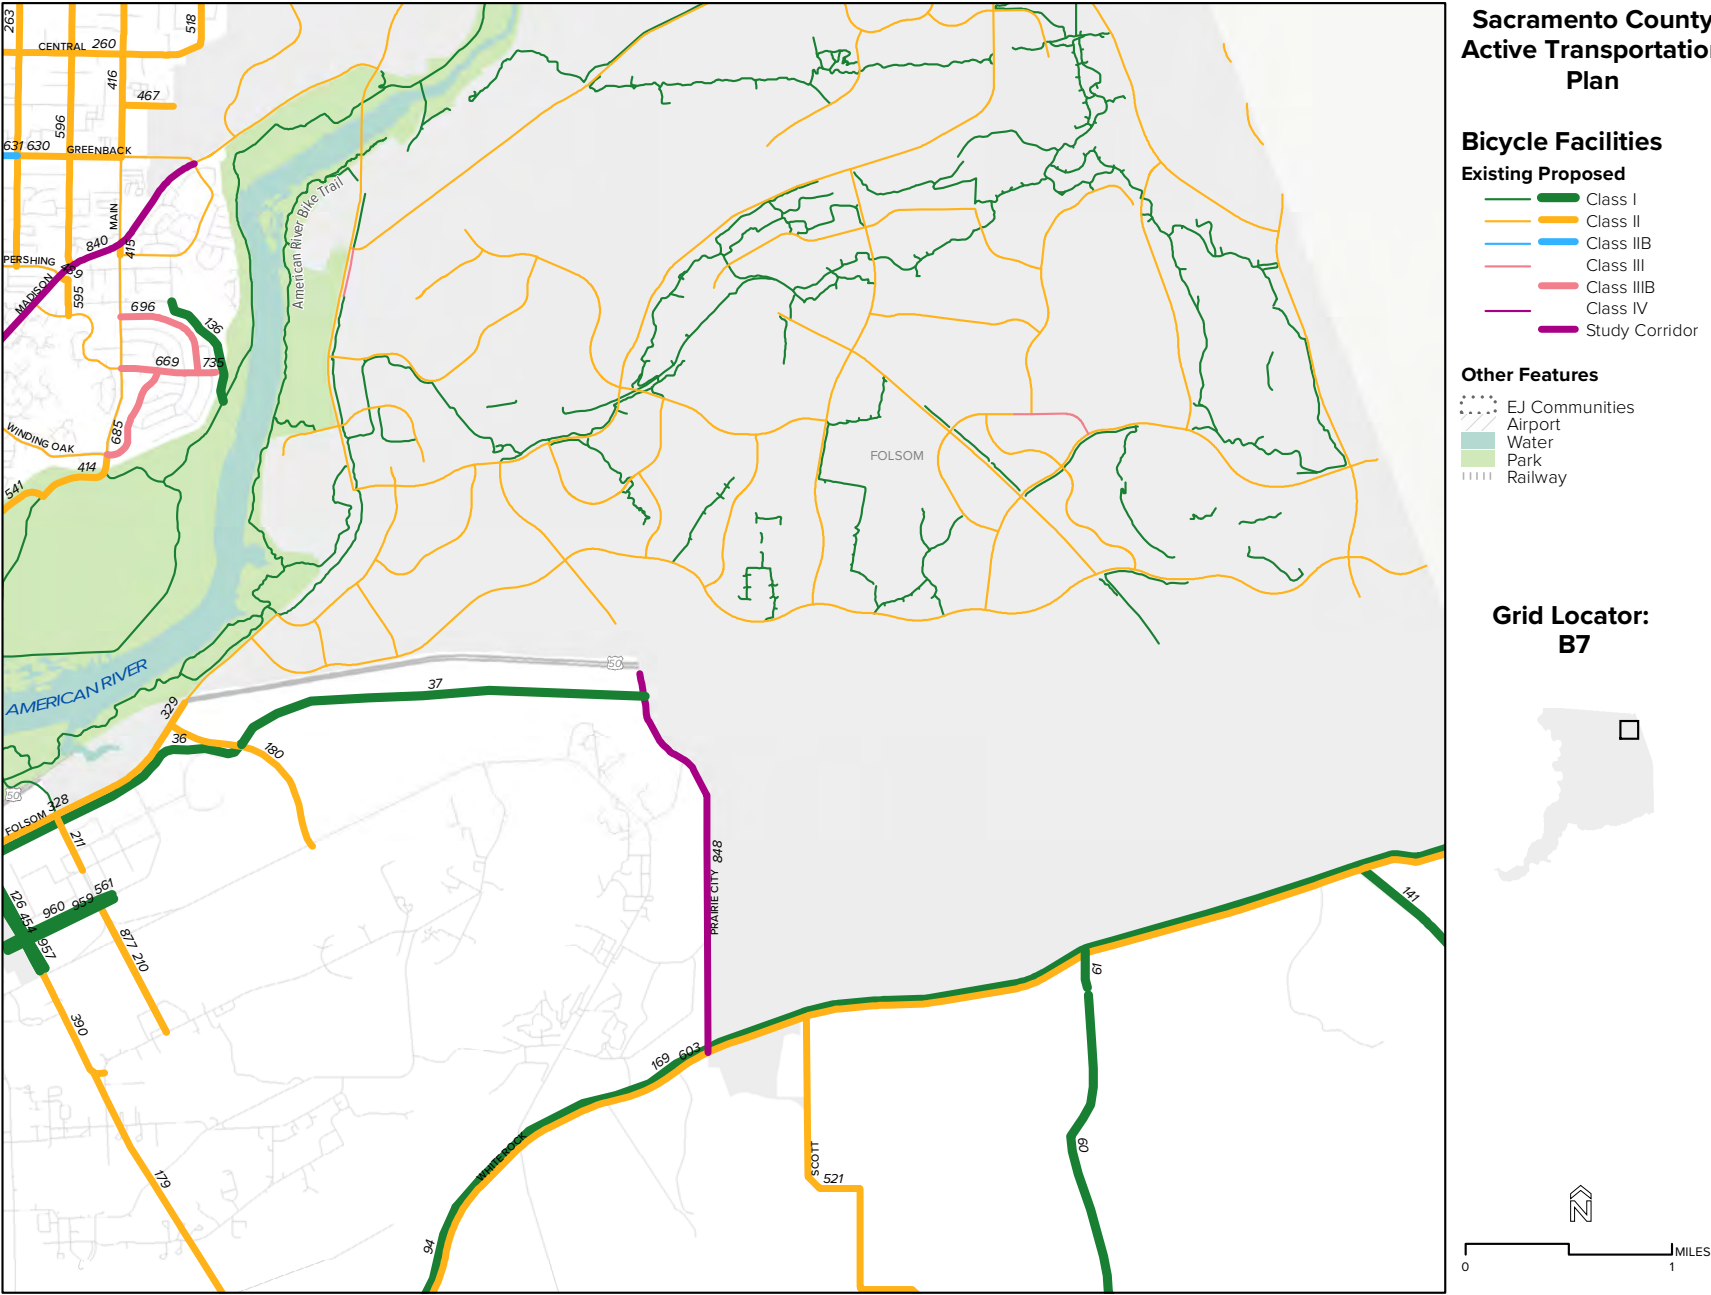 Sacramento County
Active Transportation
Plan
Bicycle Facilities
Existing Proposed
Class I
Class II
Class IIB
Class III
Class IIIB
Class IV
Study Corridor
Other Features
EJ Communities
Airport
Water
Park
Railway
Grid Locator:
B7
N
MILES
0
1
263
518
CENTRAL 260
416
467
596
631 630
GREENBACK
MAIN
840
415
PERSHING
MADISON
595
696
136
669
735
685
WINDING OAK
414
541
American River Bike Trail
FOLSOM
AMERICAN RIVER
50
37
329
36
180
50
FOLSOM 328
211
561
960 959
126 454
957
877 210
390
179
PRAIRIE CITY 848
169 603
WHITE ROCK
94
SCOTT
521
61
60
141